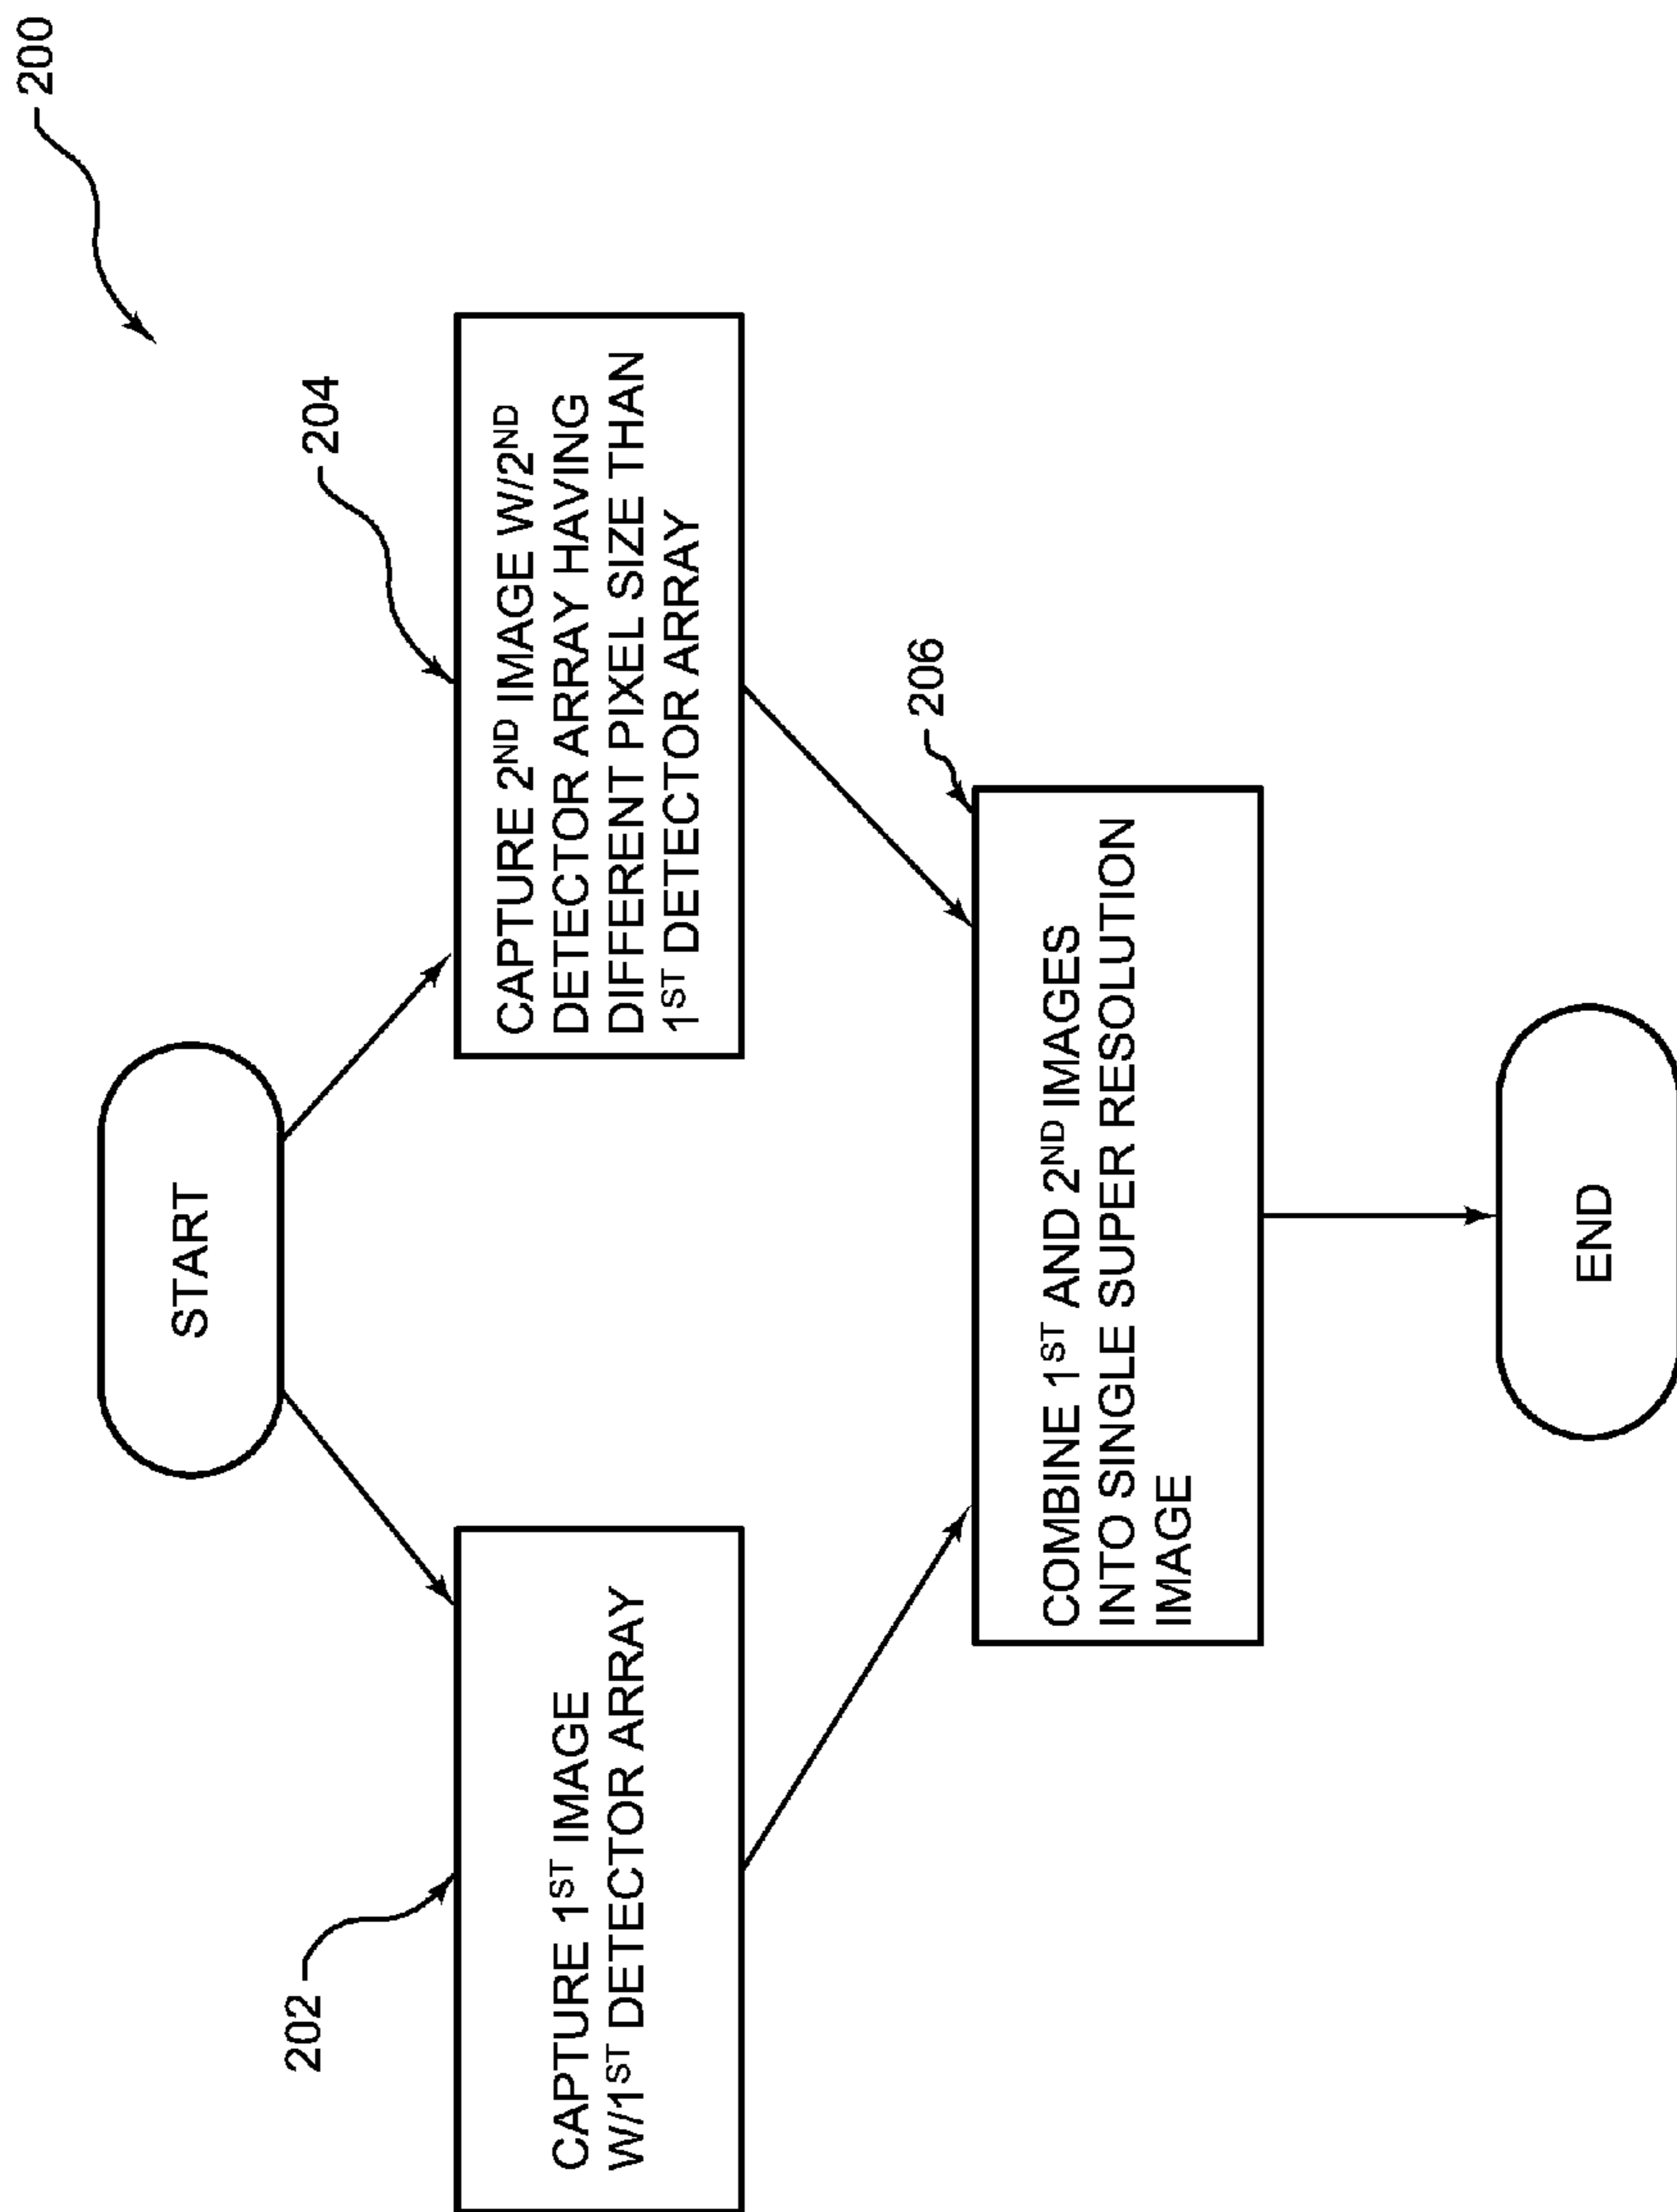 200
START
202
CAPTURE 1ST IMAGE
W/1ST DETECTOR ARRAY
204
CAPTURE 2ND IMAGE W/2ND
DETECTOR ARRAY HAVING
DIFFERENT PIXEL SIZE THAN
1ST DETECTOR ARRAY
206
COMBINE 1ST AND 2ND IMAGES
INTO SINGLE SUPER RESOLUTION
IMAGE
END